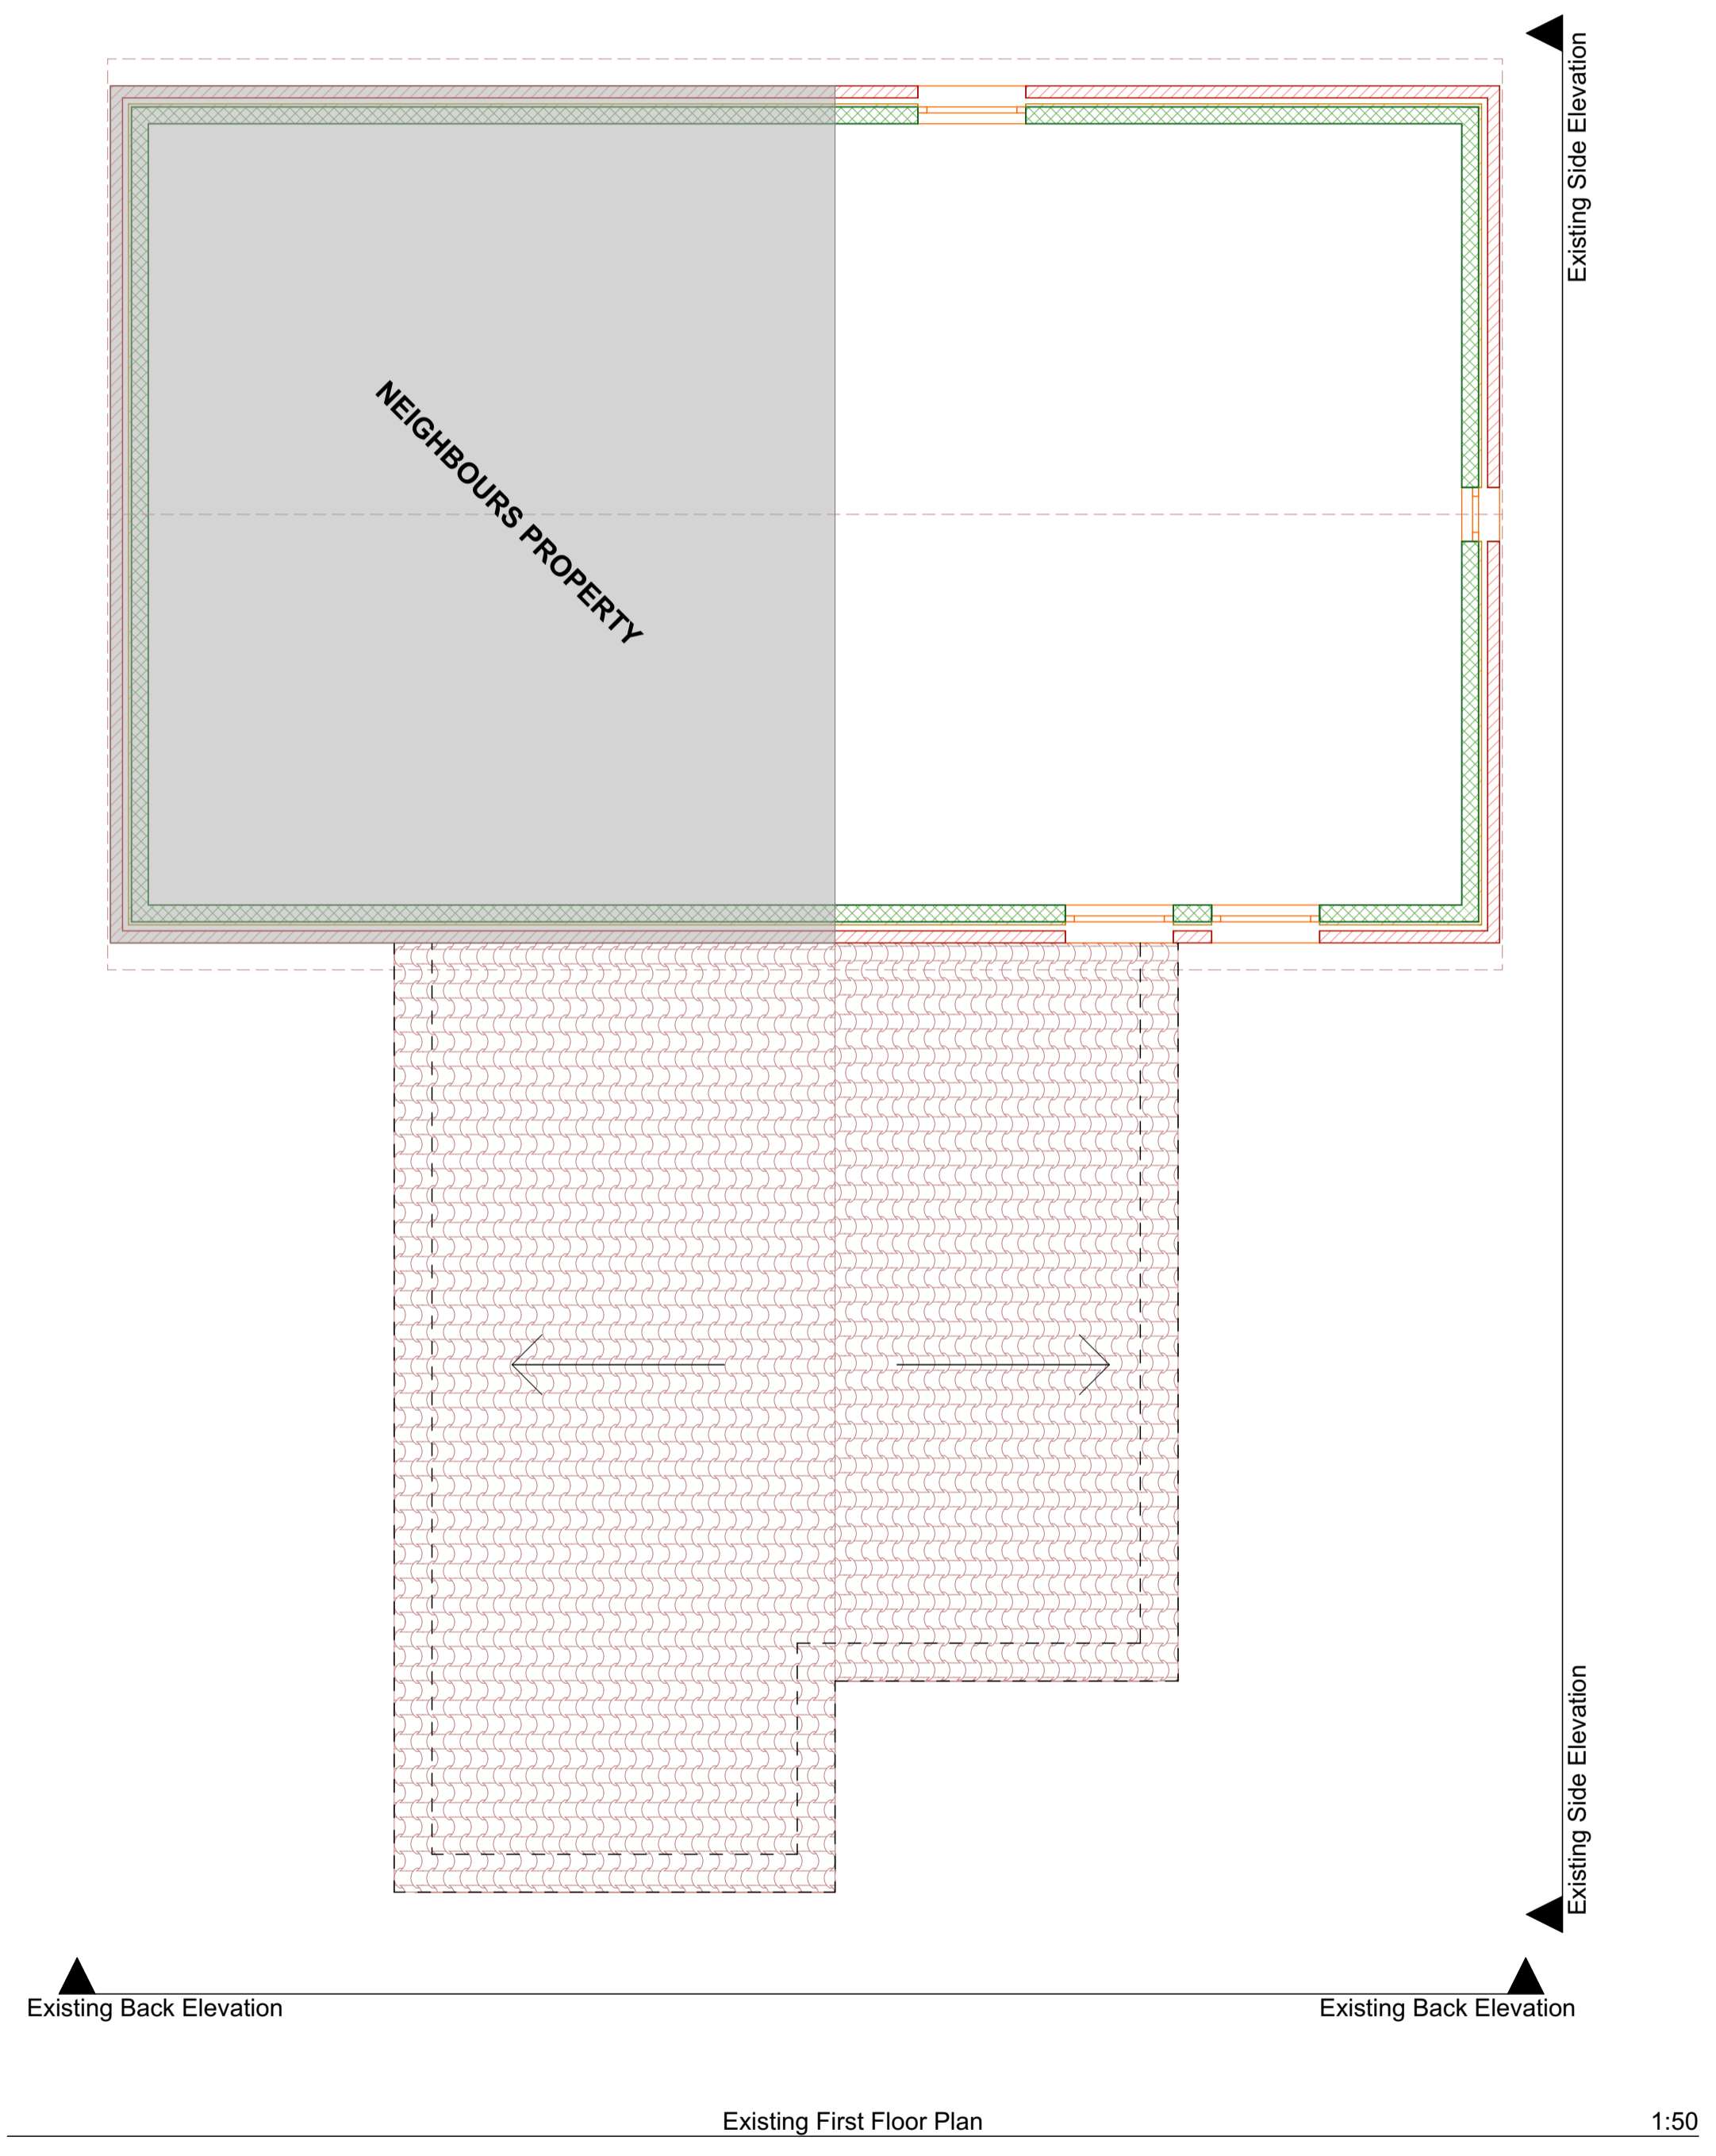 Existing Side Elevation
NEIGHBOURS PROPERTY
Existing Side Elevation
Existing Back Elevation
Existing Back Elevation
Existing First Floor Plan
1:50